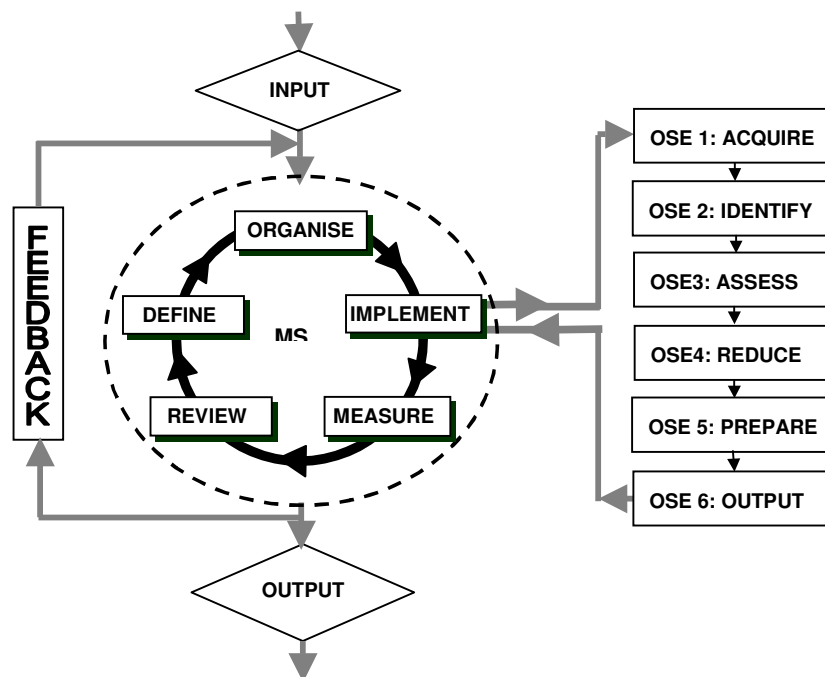 INPUT
ORGANISE
DEFINE
IMPLEMENT
MS
REVIEW
MEASURE
FEEDBACK
OUTPUT
OSE 1: ACQUIRE
OSE 2: IDENTIFY
OSE3: ASSESS
OSE4: REDUCE
OSE 5: PREPARE
OSE 6: OUTPUT